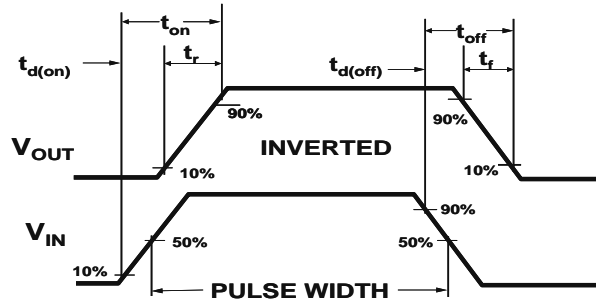 t_on
t_off
t_d(on)
t_r
t_d(off)
t_f
90%
90%
V_OUT
INVERTED
10%
10%
90%
V_IN
50%
50%
10%
PULSE WIDTH